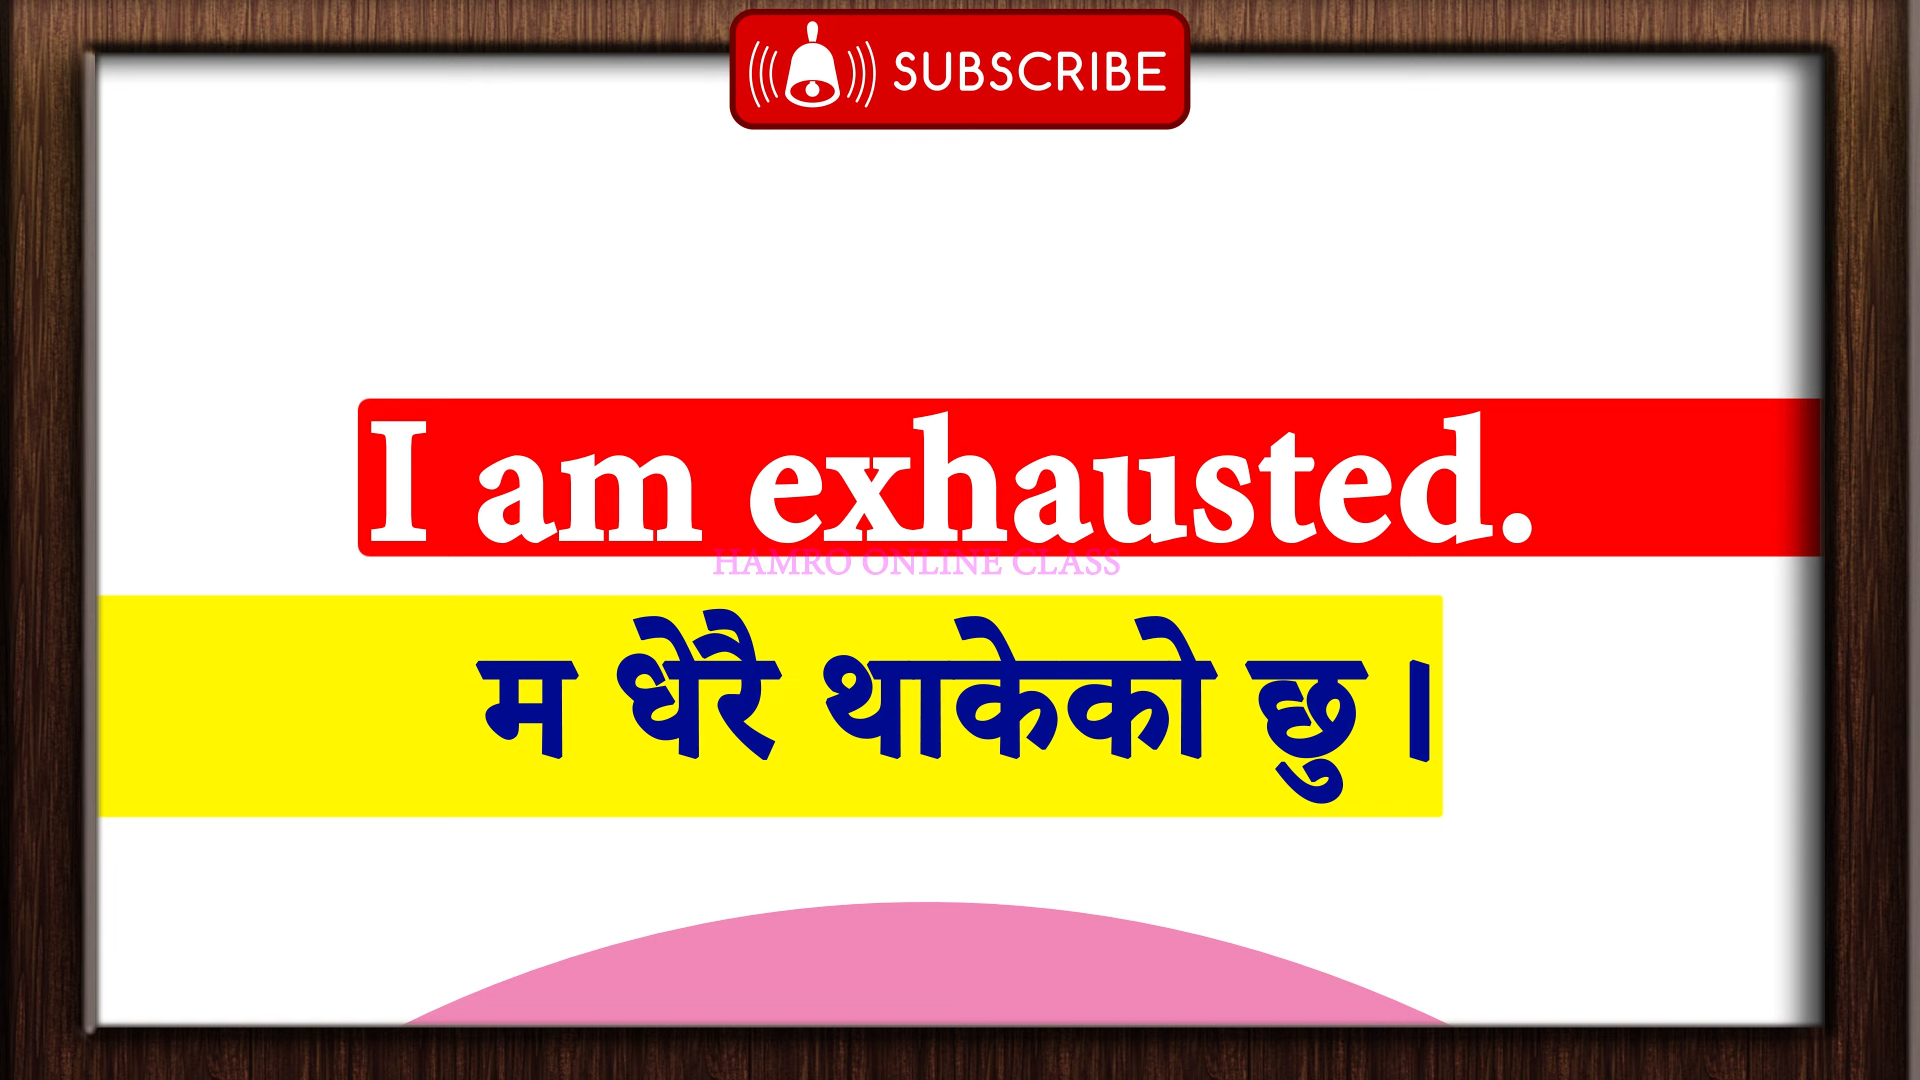 SUBSCRIBE
I am exhausted.
HAMRO ONLINE CLASS
म धेरै थाकेको छु ।